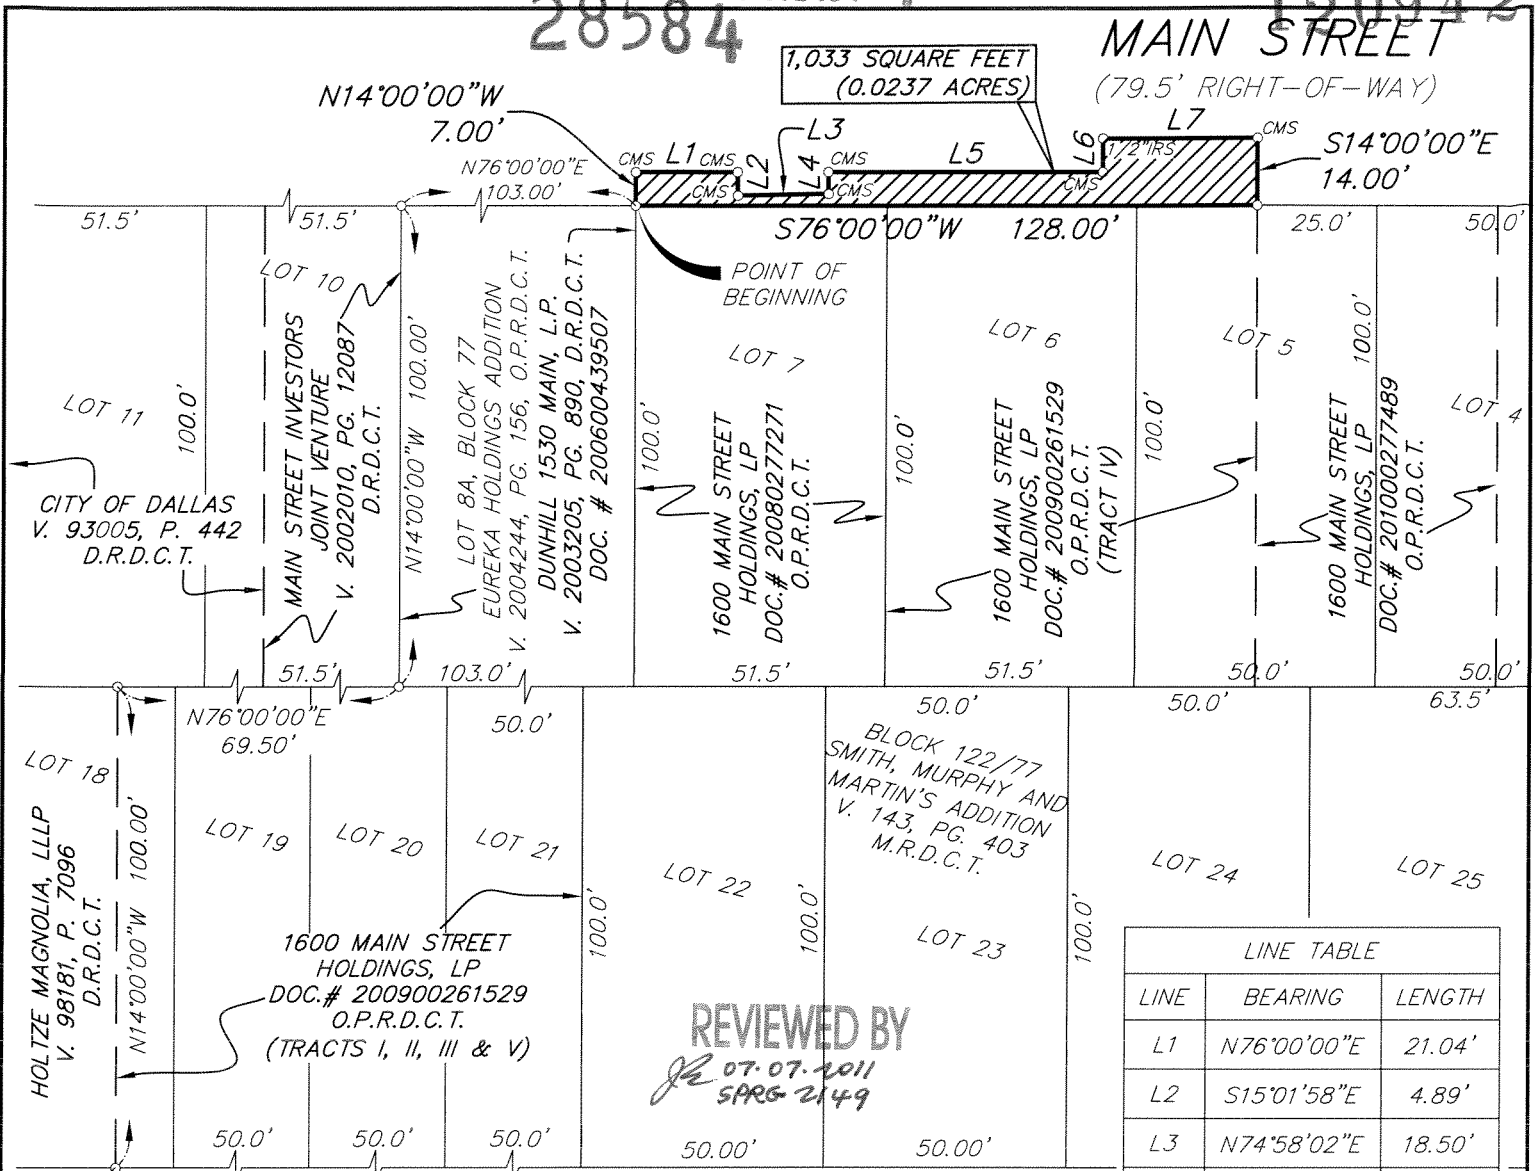 28584
120942
MAIN STREET
(79.5' RIGHT-OF-WAY)
1,033 SQUARE FEET
(0.0237 ACRES)
N14°00'00"W
7.00'
N76°00'00"E
103.00'
CMS L1 CMS
L2
CMS
L3
L4
CMS
CMS
L5
L6
CMS
1/2"IRS
L7
CMS
S14°00'00"E
14.00'
S76°00'00"W 128.00'
POINT OF
BEGINNING
51.5'
51.5'
25.0'
50.0'
LOT 11
100.0'
LOT 10
CITY OF DALLAS
V. 93005, P. 442
D.R.D.C.T.
MAIN STREET INVESTORS
JOINT VENTURE
V. 2002010, PG. 12087
D.R.D.C.T.
N14°00'00"W 100.00'
LOT 8A, BLOCK 77
EUREKA HOLDINGS ADDITION
V. 2004244, PG. 156, O.P.R.D.C.T.
DUNHILL 1530 MAIN, L.P.
V. 2003205, PG. 890, D.R.D.C.T.
DOC. # 200600439507
100.0'
LOT 7
1600 MAIN STREET
HOLDINGS, LP
DOC.# 20080277271
O.P.R.D.C.T.
100.0'
LOT 6
1600 MAIN STREET
HOLDINGS, LP
DOC.# 200900261529
O.P.R.D.C.T.
(TRACT IV)
100.0'
LOT 5
1600 MAIN STREET
HOLDINGS, LP
DOC.# 201000277489
O.P.R.D.C.T.
100.0'
LOT 4
51.5'
103.0'
51.5'
51.5'
50.0'
50.0'
N76°00'00"E
69.50'
50.0'
50.0'
50.0'
63.5'
LOT 18
HOLTZE MAGNOLIA, LLLP
V. 98181, P. 7096
D.R.D.C.T.
N14°00'00"W 100.00'
LOT 19
LOT 20
LOT 21
1600 MAIN STREET
HOLDINGS, LP
DOC.# 200900261529
O.P.R.D.C.T.
(TRACTS I, II, III & V)
100.0'
LOT 22
100.0'
BLOCK 122/77
SMITH, MURPHY AND
MARTIN'S ADDITION
V. 143, PG. 403
M.R.D.C.T.
LOT 23
100.0'
LOT 24
LOT 25
REVIEWED BY
07.07.2011
SPRG 2149
50.0'
50.0'
50.0'
50.00'
50.00'
LINE TABLE
LINE BEARING LENGTH
L1 N76°00'00"E 21.04'
L2 S15°01'58"E 4.89'
L3 N74°58'02"E 18.50'